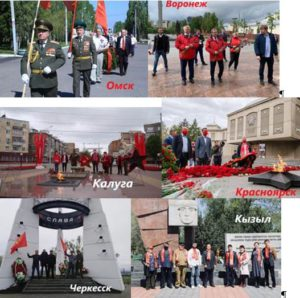 Воронеж
Омск
Калуга
Красноярск
СЛАВА
Черкесск
Кызыл